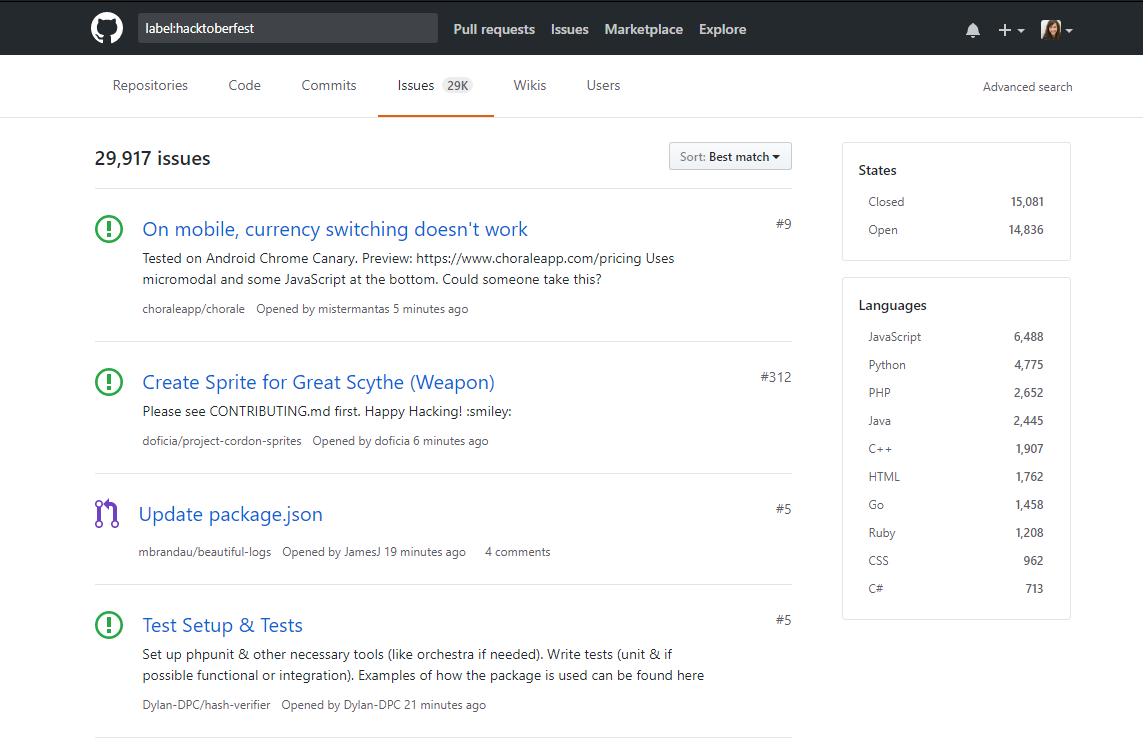 label:hacktoberfest
Pull requests Issues Marketplace Explore
Repositories Code Commits Issues 29K Wikis Users
Advanced search
29,917 issues
Sort: Best match
On mobile, currency switching doesn't work
#9
Tested on Android Chrome Canary. Preview: https://www.choraleapp.com/pricing Uses
micromodal and some JavaScript at the bottom. Could someone take this?
choraleapp/chorale Opened by mistermantas 5 minutes ago
Create Sprite for Great Scythe (Weapon)
#312
Please see CONTRIBUTING.md first. Happy Hacking! :smiley:
doficia/project-cordon-sprites Opened by doficia 6 minutes ago
Update package.json
#5
mbrandau/beautiful-logs Opened by JamesJ 19 minutes ago 4 comments
Test Setup & Tests
#5
Set up phpunit & other necessary tools (like orchestra if needed). Write tests (unit & if
possible functional or integration). Examples of how the package is used can be found here
Dylan-DPC/hash-verifier Opened by Dylan-DPC 21 minutes ago
States
Closed 15,081
Open 14,836
Languages
JavaScript 6,488
Python 4,775
PHP 2,652
Java 2,445
C++ 1,907
HTML 1,762
Go 1,458
Ruby 1,208
CSS 962
C# 713